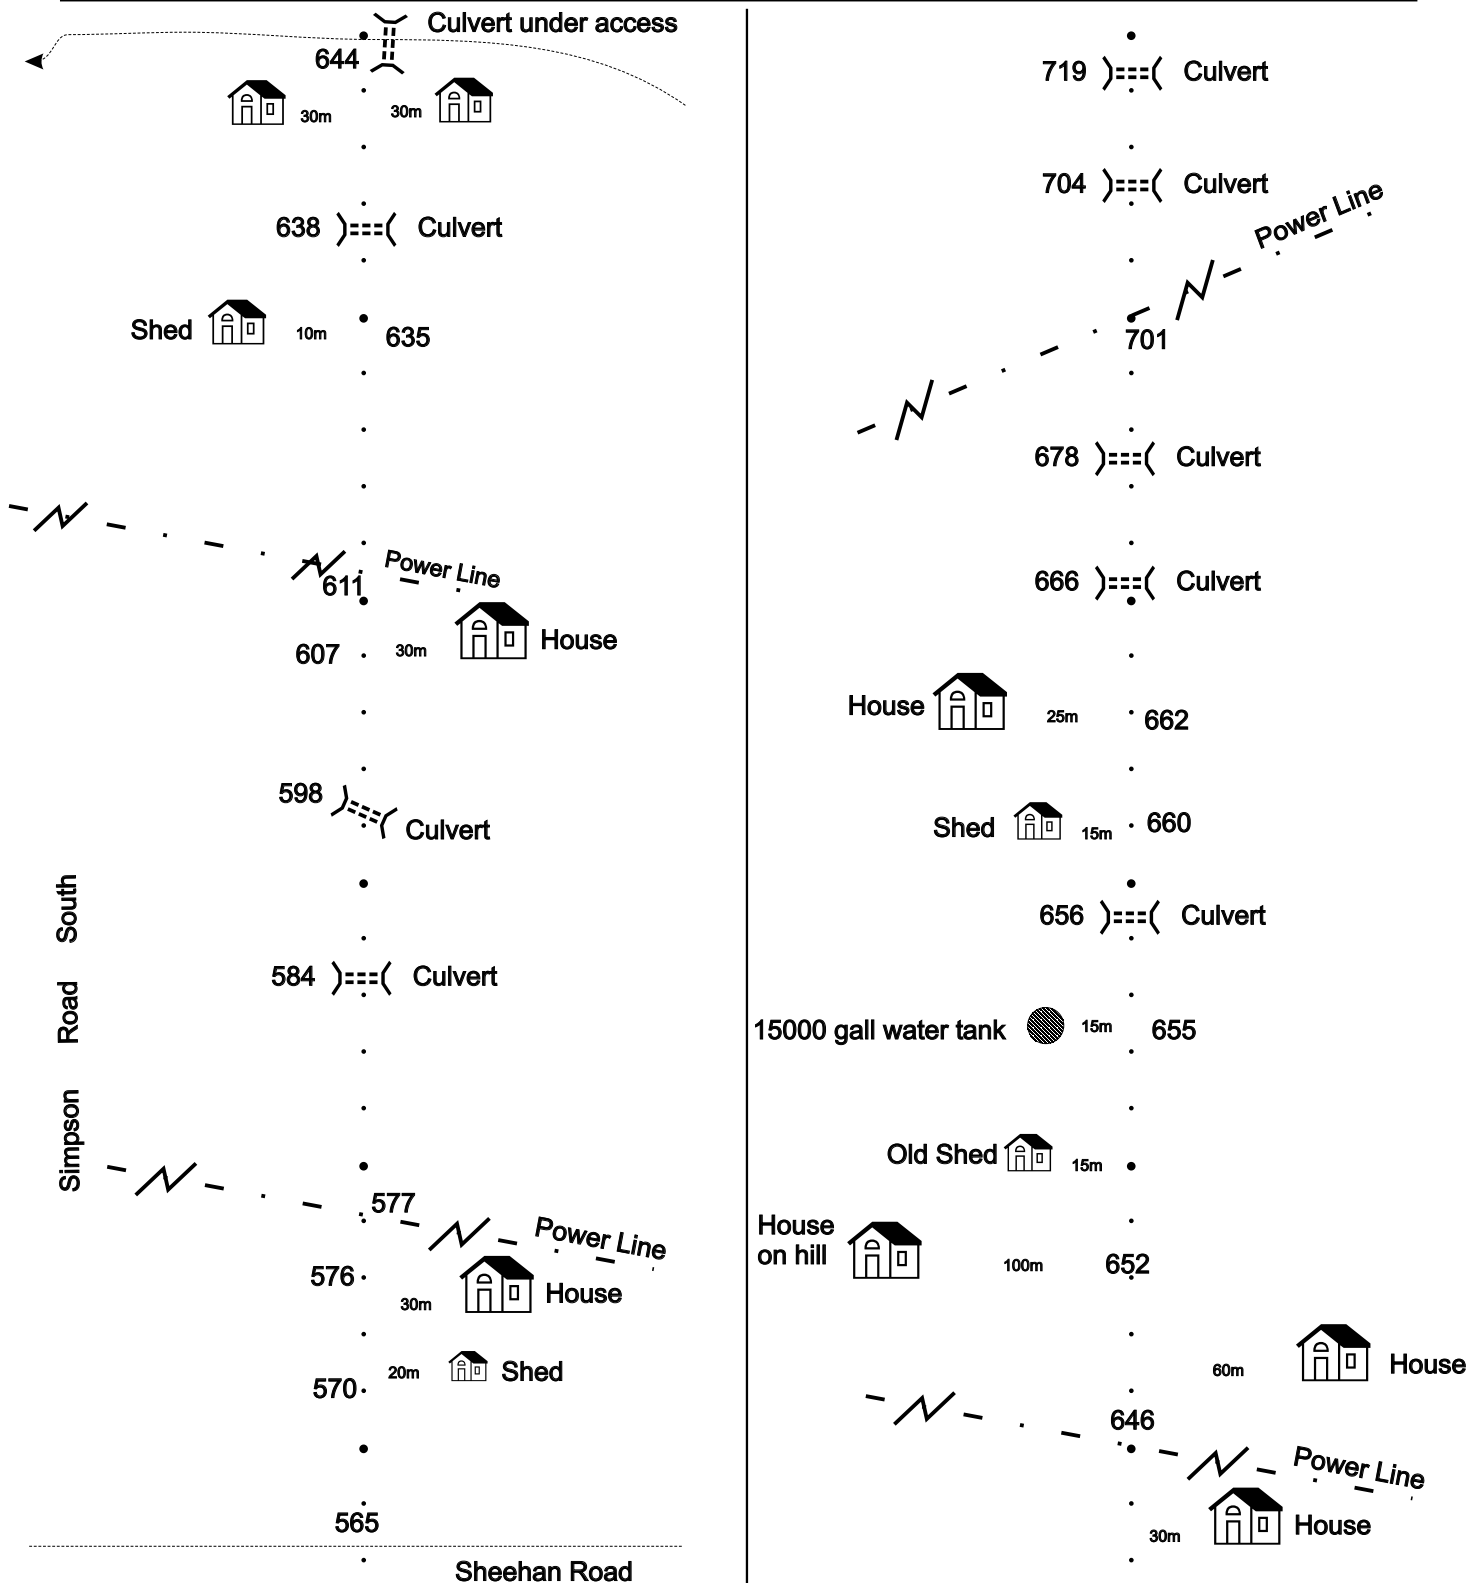 Culvert under access
644
30m 30m
638 Culvert
Shed 10m 635
Power Line
611
607 30m House
598
Culvert
584 Culvert
Simpson Road South
577
Power Line
576
30m House
570 20m Shed
565
Sheehan Road
719 Culvert
704 Culvert
Power Line
701
678 Culvert
666 Culvert
House 25m 662
Shed 15m 660
656 Culvert
15000 gall water tank 15m 655
Old Shed 15m
House
on hill 100m 652
60m House
646
Power Line
30m House